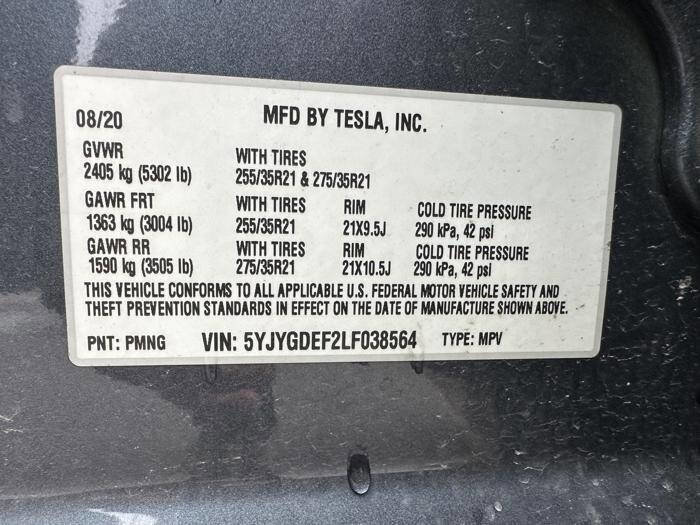 08/20 MFD BY TESLA, INC.
GVWR WITH TIRES
2405 kg (5302 lb) 255/35R21 & 275/35R21
GAWR FRT WITH TIRES RIM COLD TIRE PRESSURE
1363 kg (3004 lb) 255/35R21 21X9.5J 290 kPa, 42 psi
GAWR RR WITH TIRES RIM COLD TIRE PRESSURE
1590 kg (3505 lb) 275/35R21 21X10.5J 290 kPa, 42 psi
THIS VEHICLE CONFORMS TO ALL APPLICABLE U.S. FEDERAL MOTOR VEHICLE SAFETY AND
THEFT PREVENTION STANDARDS IN EFFECT ON THE DATE OF MANUFACTURE SHOWN ABOVE.
PNT: PMNG VIN: 5YJYGDEF2LF038564 TYPE: MPV